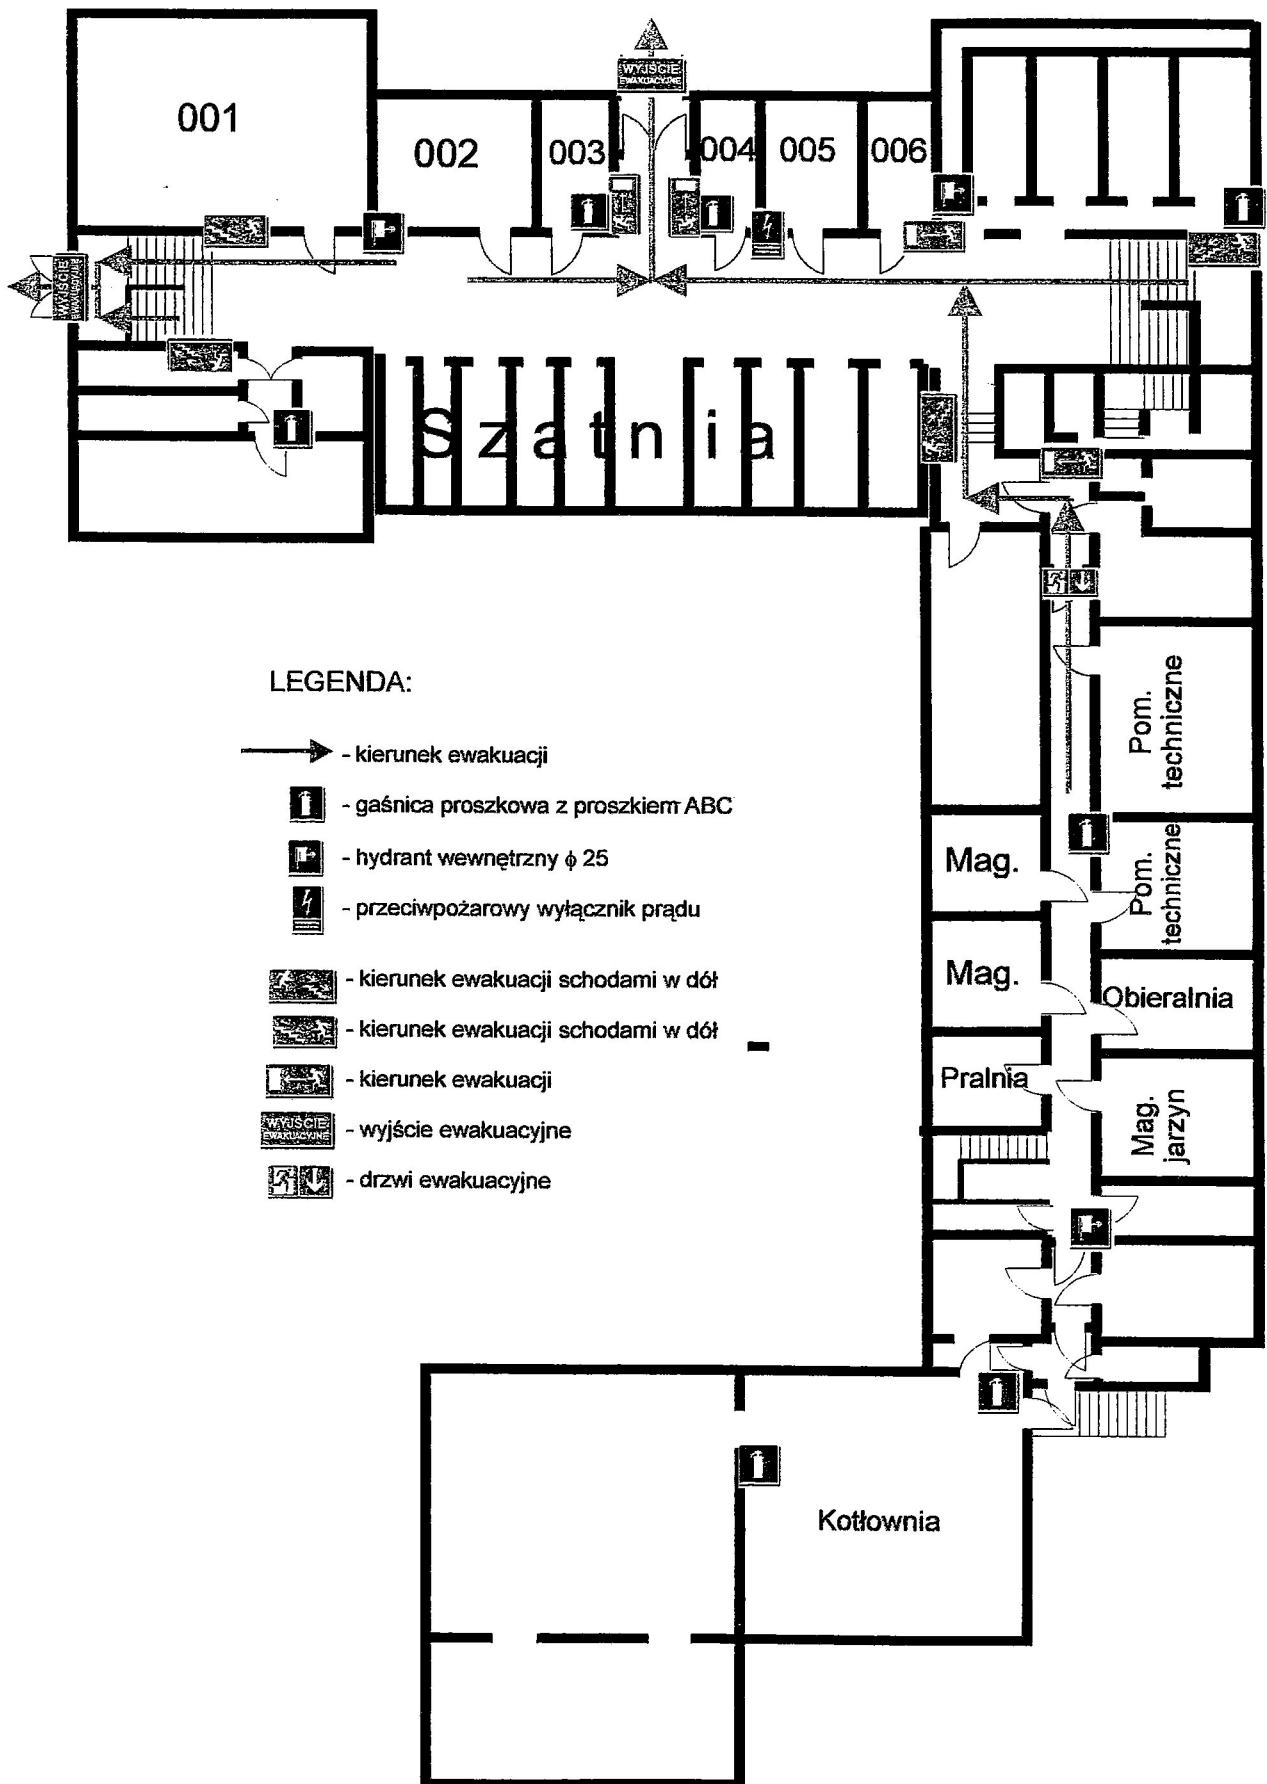 WYJŚCIE
EWAKUACYJNE
001
002
003
004
005
006
WYJŚCIE
EWAKUACYJNE
Szatnia
LEGENDA:
- kierunek ewakuacji
- gaśnica proszkowa z proszkiem ABC
- hydrant wewnętrzny ϕ 25
- przeciwpożarowy wyłącznik prądu
- kierunek ewakuacji schodami w dół
- kierunek ewakuacji schodami w dół
- kierunek ewakuacji
WYJŚCIE
EWAKUACYJNE
- wyjście ewakuacyjne
- drzwi ewakuacyjne
Pom.
techniczne
Mag.
Pom.
techniczne
Mag.
Obieralnia
Pralnia
Mag.
jarzyn
Kotłownia